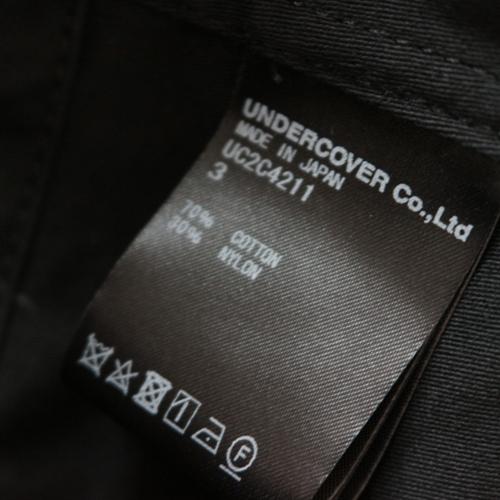 UNDERCOVER Co.,Ltd
MADE IN JAPAN
UC2C4211
3
70% COTTON
30% NYLON
F